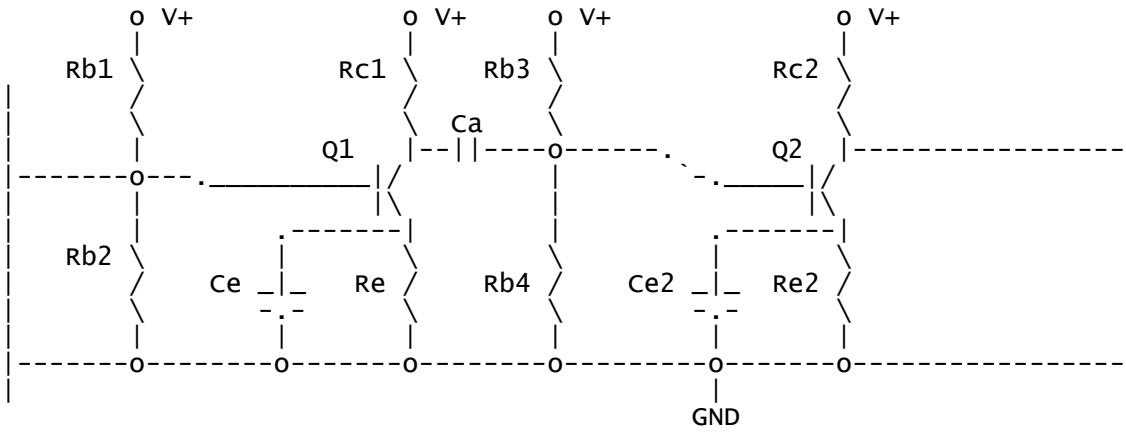 V+ V+ V+ V+
Rb1 Rc1 Rb3 Rc2
Ca
Q1 Q2
Rb2
Ce Re Rb4 Ce2 Re2
GND